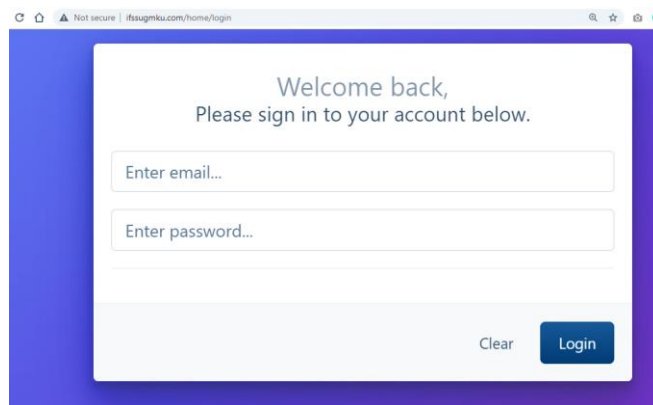 Not secure | ifssugmku.com/home/login
Welcome back,
Please sign in to your account below.
Enter email...
Enter password...
Clear Login